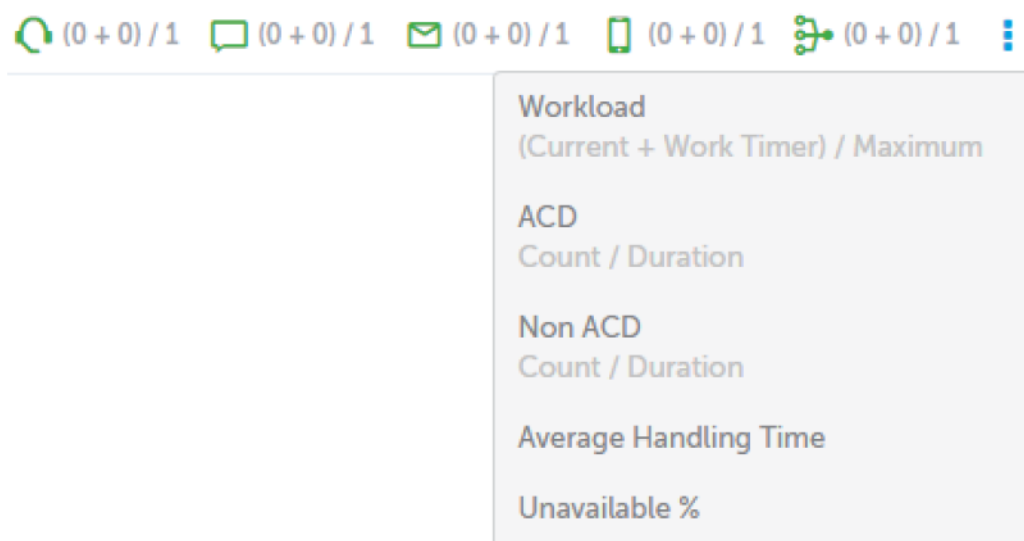 (0 + 0) / 1 (0 + 0) / 1 (0 + 0) / 1 (0 + 0) / 1 (0 + 0) / 1
Workload
(Current + Work Timer) / Maximum
ACD
Count / Duration
Non ACD
Count / Duration
Average Handling Time
Unavailable %